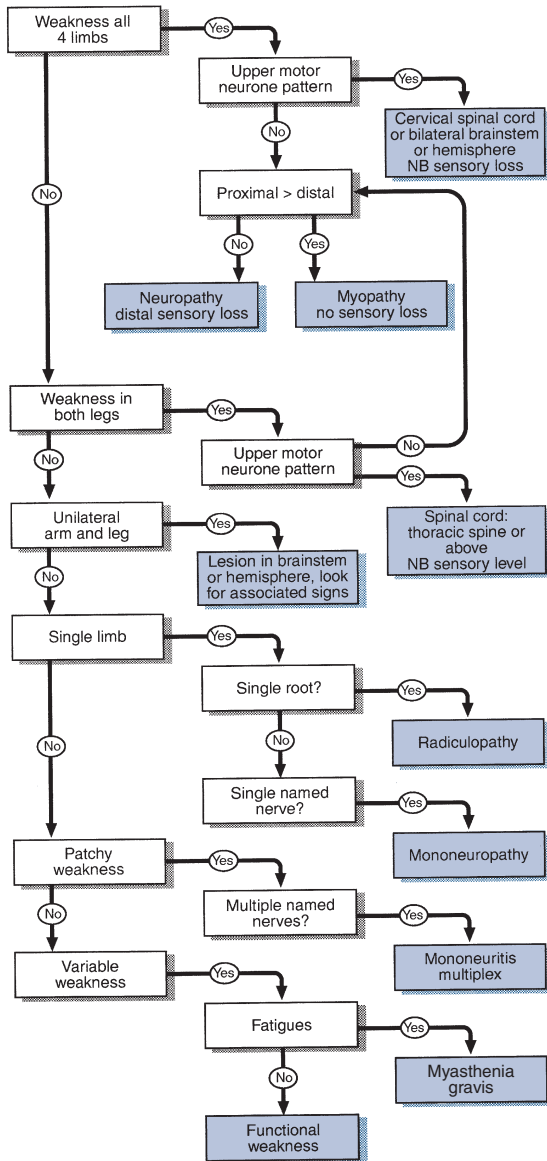 Weakness all
4 limbs
Yes
Upper motor
neurone pattern
Yes
Cervical spinal cord
or bilateral brainstem
or hemisphere
NB sensory loss
No
No
Proximal > distal
No
Yes
Neuropathy
distal sensory loss
Myopathy
no sensory loss
Weakness in
both legs
Yes
Upper motor
neurone pattern
No
Yes
No
Spinal cord:
thoracic spine or
above
NB sensory level
Unilateral
arm and leg
Yes
Lesion in brainstem
or hemisphere, look
for associated signs
No
Single limb
Yes
Single root?
Yes
Radiculopathy
No
No
Single named
nerve?
Yes
Mononeuropathy
Patchy
weakness
Yes
Multiple named
nerves?
Yes
Mononeuritis
multiplex
No
Variable
weakness
Yes
Fatigues
Yes
Myasthenia
gravis
No
Functional
weakness